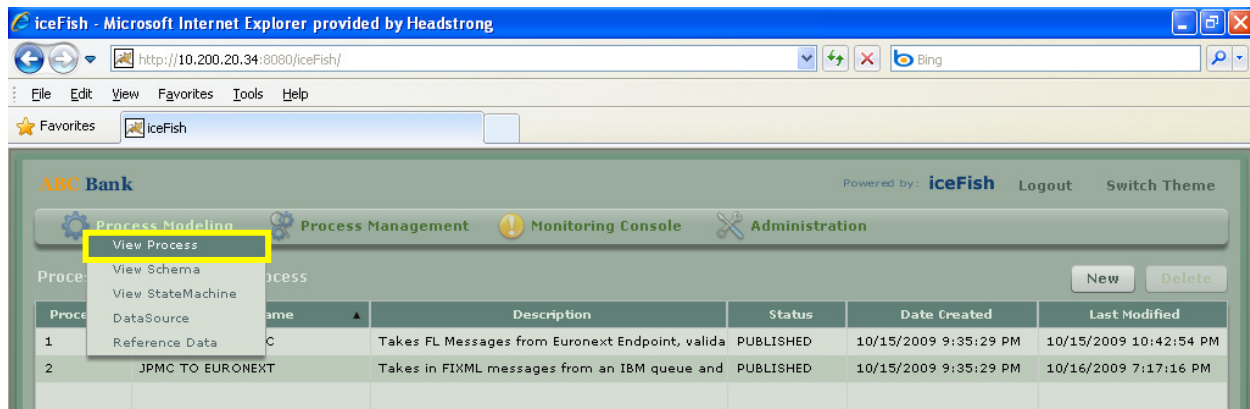 iceFish - Microsoft Internet Explorer provided by Headstrong
http://10.200.20.34:8080/iceFish/
Bing
File Edit View Favorites Tools Help
Favorites iceFish
ABC Bank Powered by: iceFish Logout Switch Theme
Process Modeling Process Management Monitoring Console Administration
View Process
View Schema
View StateMachine
DataSource
Reference Data
New Delete
Description Status Date Created Last Modified
1 Takes FL Messages from Euronext Endpoint, valida PUBLISHED 10/15/2009 9:35:29 PM 10/15/2009 10:42:54 PM
2 JPMC TO EURONEXT Takes in FIXML messages from an IBM queue and PUBLISHED 10/15/2009 9:35:29 PM 10/16/2009 7:17:16 PM